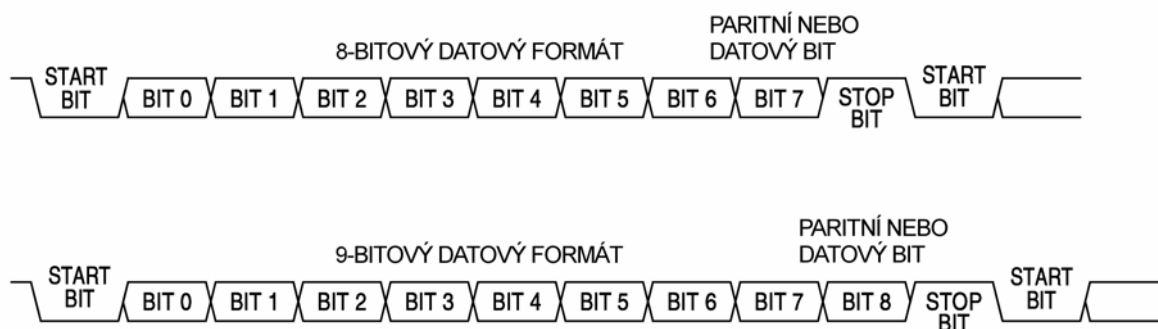 PARITNÍ NEBO
8-BITOVÝ DATOVÝ FORMÁT DATOVÝ BIT
START START
BIT BIT 0 BIT 1 BIT 2 BIT 3 BIT 4 BIT 5 BIT 6 BIT 7 STOP BIT
BIT
PARITNÍ NEBO
9-BITOVÝ DATOVÝ FORMÁT DATOVÝ BIT
START START
BIT BIT 0 BIT 1 BIT 2 BIT 3 BIT 4 BIT 5 BIT 6 BIT 7 BIT 8 STOP BIT
BIT